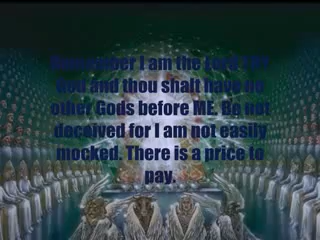 Remember I am the Lord THY
God and thou shalt have no
other Gods before ME. Be not
deceived for I am not easily
mocked. There is a price to
pay.